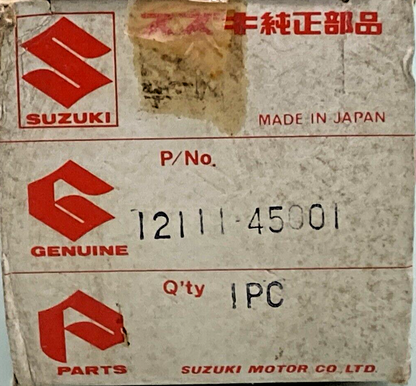 スズキ純正部品
SUZUKI
MADE IN JAPAN
P/No.
12111-45001
GENUINE
Q'ty 1PC
PARTS
SUZUKI MOTOR CO.,LTD.